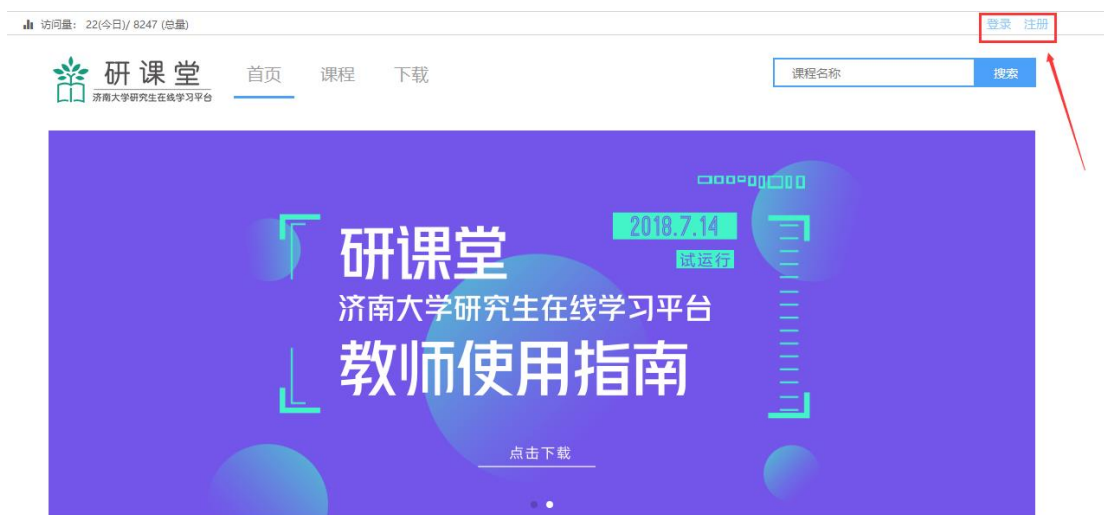 访问量： 22(今日)/ 8247 (总量)
登录 注册
研课堂
济南大学研究生在线学习平台
首页 课程 下载
课程名称 搜索
2018.7.14
试运行
研课堂
济南大学研究生在线学习平台
教师使用指南
点击下载